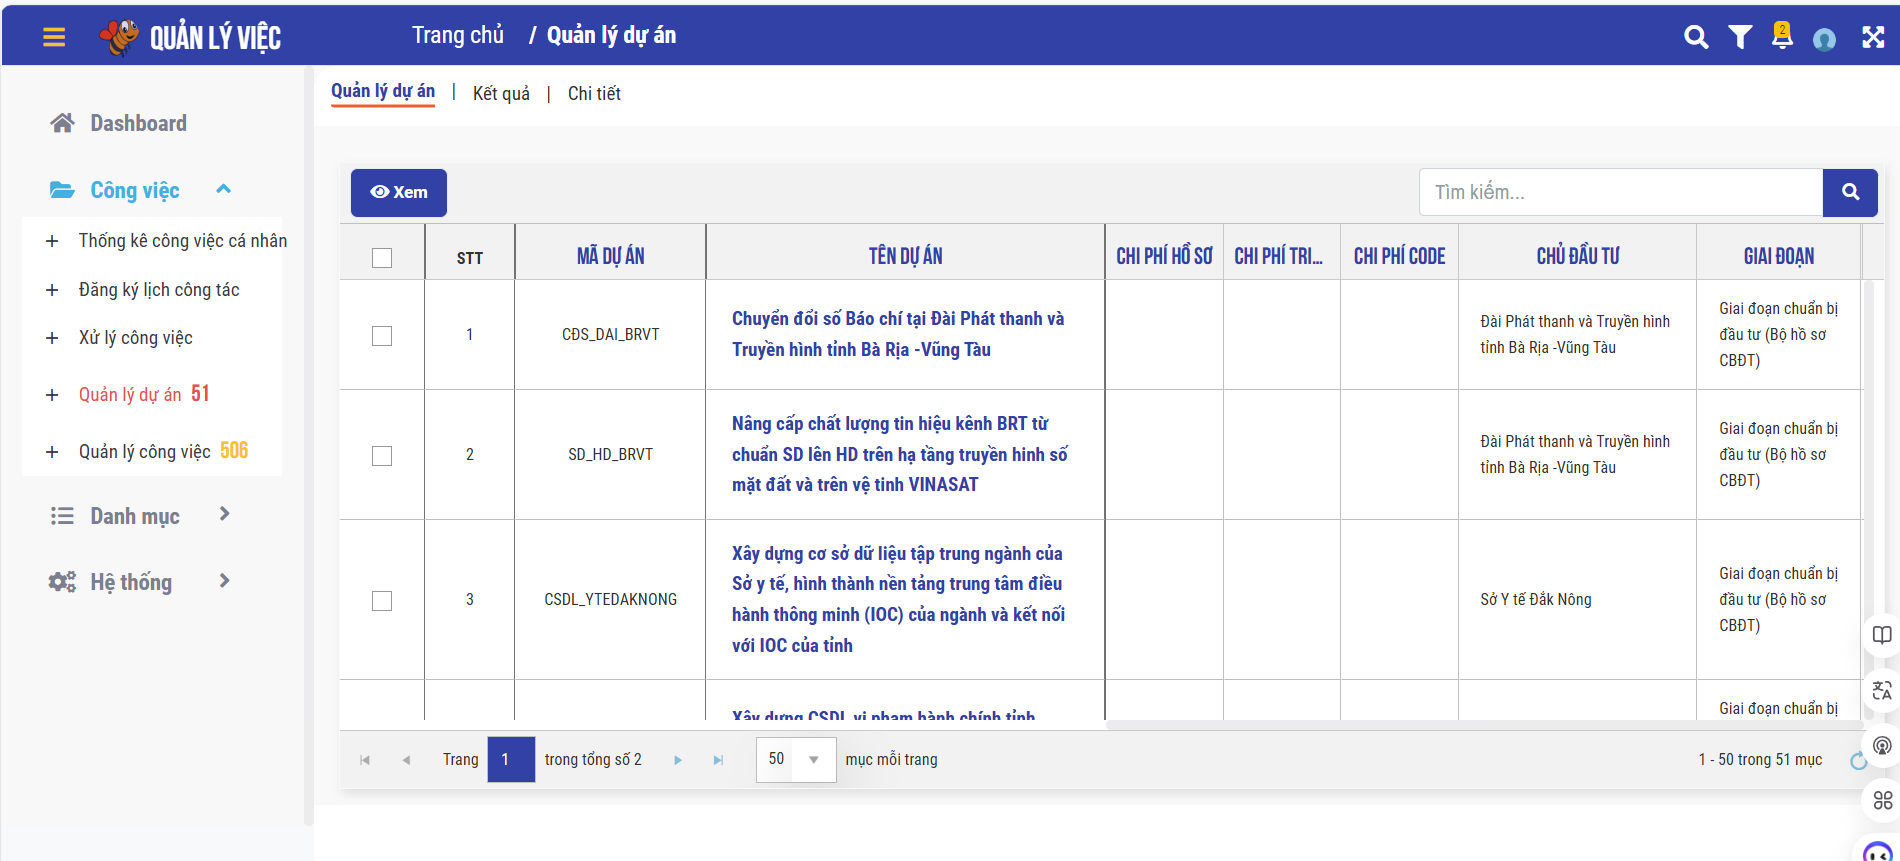 QUẢN LÝ VIỆC
Trang chủ / Quản lý dự án
2
Quản lý dự án | Kết quả | Chi tiết
Dashboard
Công việc
Thống kê công việc cá nhân
Đăng ký lịch công tác
Xử lý công việc
Quản lý dự án 51
Quản lý công việc 506
Danh mục
Hệ thống
Xem
Tìm kiếm...
STT
MÃ DỰ ÁN
TÊN DỰ ÁN
CHI PHÍ HỒ SƠ
CHI PHÍ TRI...
CHI PHÍ CODE
CHỦ ĐẦU TƯ
GIAI ĐOẠN
1
CĐS_DAI_BRVT
Chuyển đổi số Báo chí tại Đài Phát thanh và
Truyền hình tỉnh Bà Rịa -Vũng Tàu
Đài Phát thanh và Truyền hình
tỉnh Bà Rịa -Vũng Tàu
Giai đoạn chuẩn bị
đầu tư (Bộ hồ sơ
CBĐT)
2
SD_HD_BRVT
Nâng cấp chất lượng tin hiệu kênh BRT từ
chuẩn SD lên HD trên hạ tầng truyền hinh số
mặt đất và trên vệ tinh VINASAT
Đài Phát thanh và Truyền hình
tỉnh Bà Rịa -Vũng Tàu
Giai đoạn chuẩn bị
đầu tư (Bộ hồ sơ
CBĐT)
3
CSDL_YTEDAKNONG
Xây dựng cơ sở dữ liệu tập trung ngành của
Sở y tế, hình thành nền tảng trung tâm điều
hành thông minh (IOC) của ngành và kết nối
với IOC của tỉnh
Sở Y tế Đắk Nông
Giai đoạn chuẩn bị
đầu tư (Bộ hồ sơ
CBĐT)
Xây dựng CSDL vi phạm hành chính tỉnh
Giai đoạn chuẩn bị
Trang 1 trong tổng số 2
50 mục mỗi trang
1 - 50 trong 51 mục